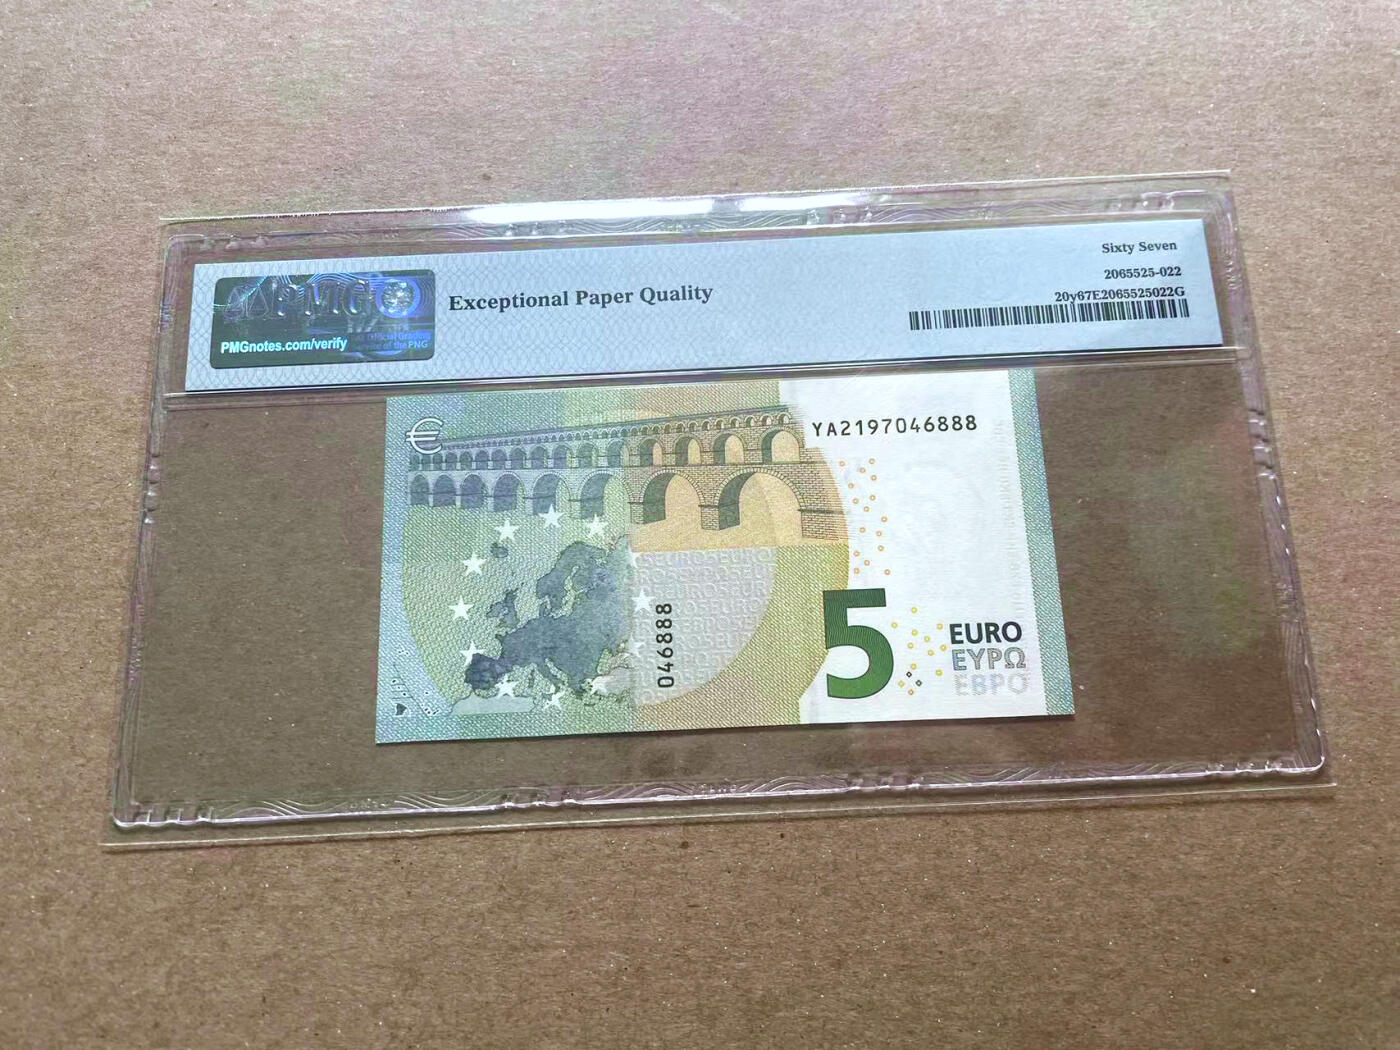 Sixty Seven
2065525-022
20y67E2065525022G
PMG
PMGnotes.com/verify
Exceptional Paper Quality
€
YA2197046888
046888
5
EURO
ΕΥΡΩ
ЕВРО